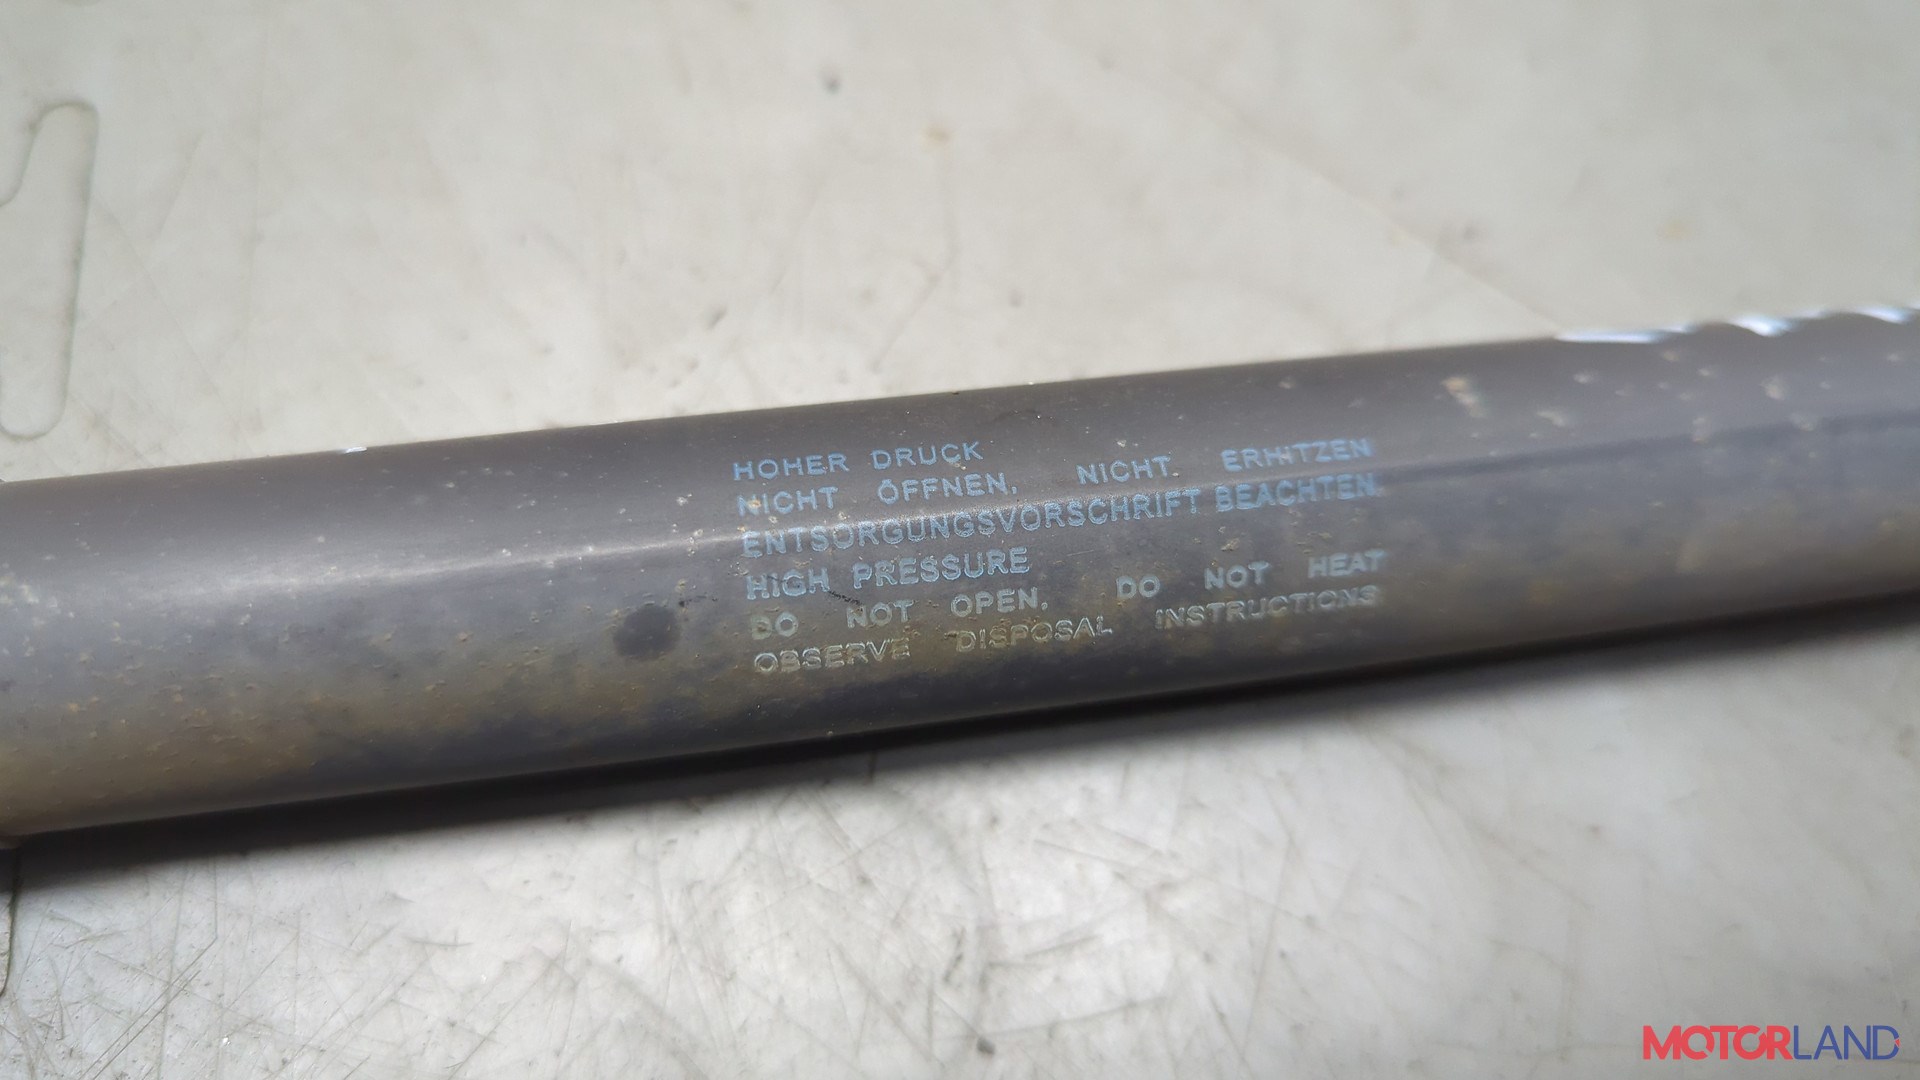 HOHER DRUCK
NICHT ÖFFNEN, NICHT ERHITZEN
ENTSORGUNGSVORSCHRIFT BEACHTEN.
HIGH PRESSURE
DO NOT OPEN, DO NOT HEAT
OBSERVE DISPOSAL INSTRUCTIONS
MOTORLAND